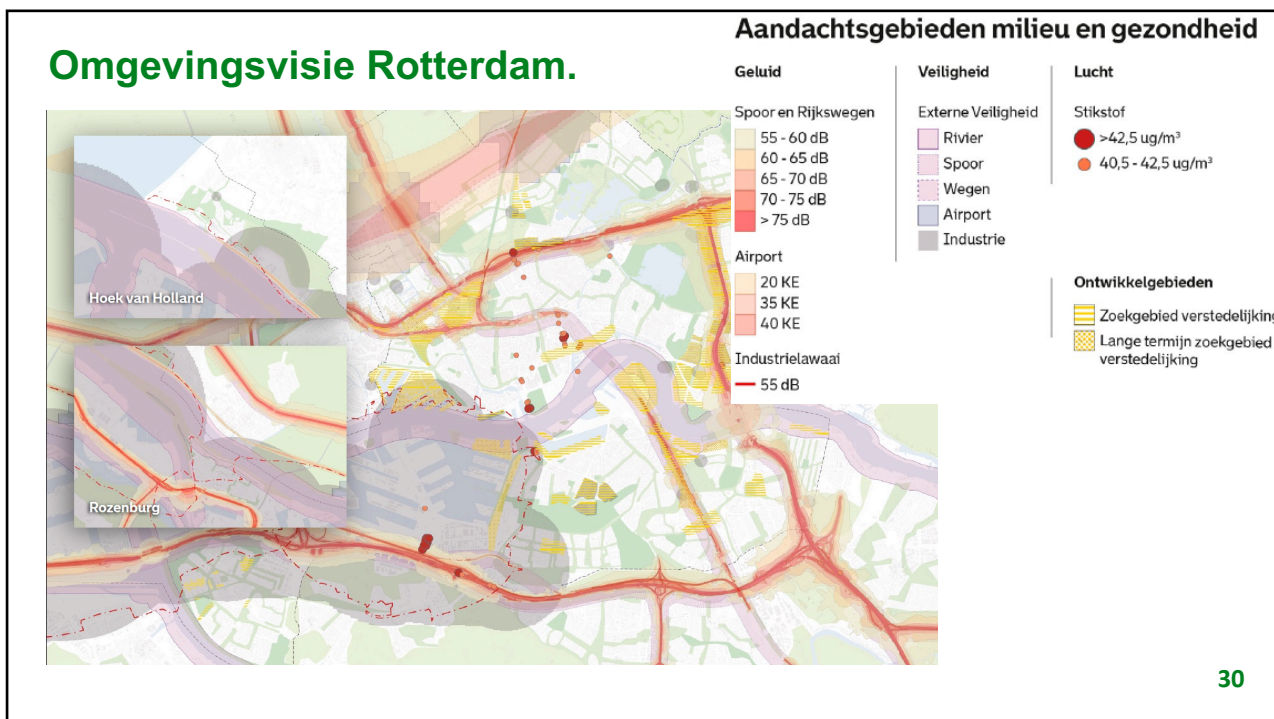 Omgevingsvisie Rotterdam.
Hoek van Holland
Rozenburg
Aandachtsgebieden milieu en gezondheid
Geluid
Spoor en Rijkswegen
55 - 60 dB
60 - 65 dB
65 - 70 dB
70 - 75 dB
> 75 dB
Airport
20 KE
35 KE
40 KE
Industrielawaai
55 dB
Veiligheid
Externe Veiligheid
Rivier
Spoor
Wegen
Airport
Industrie
Lucht
Stikstof
>42,5 ug/m³
40,5 - 42,5 ug/m³
Ontwikkelgebieden
Zoekgebied verstedelijking
Lange termijn zoekgebied
verstedelijking
30